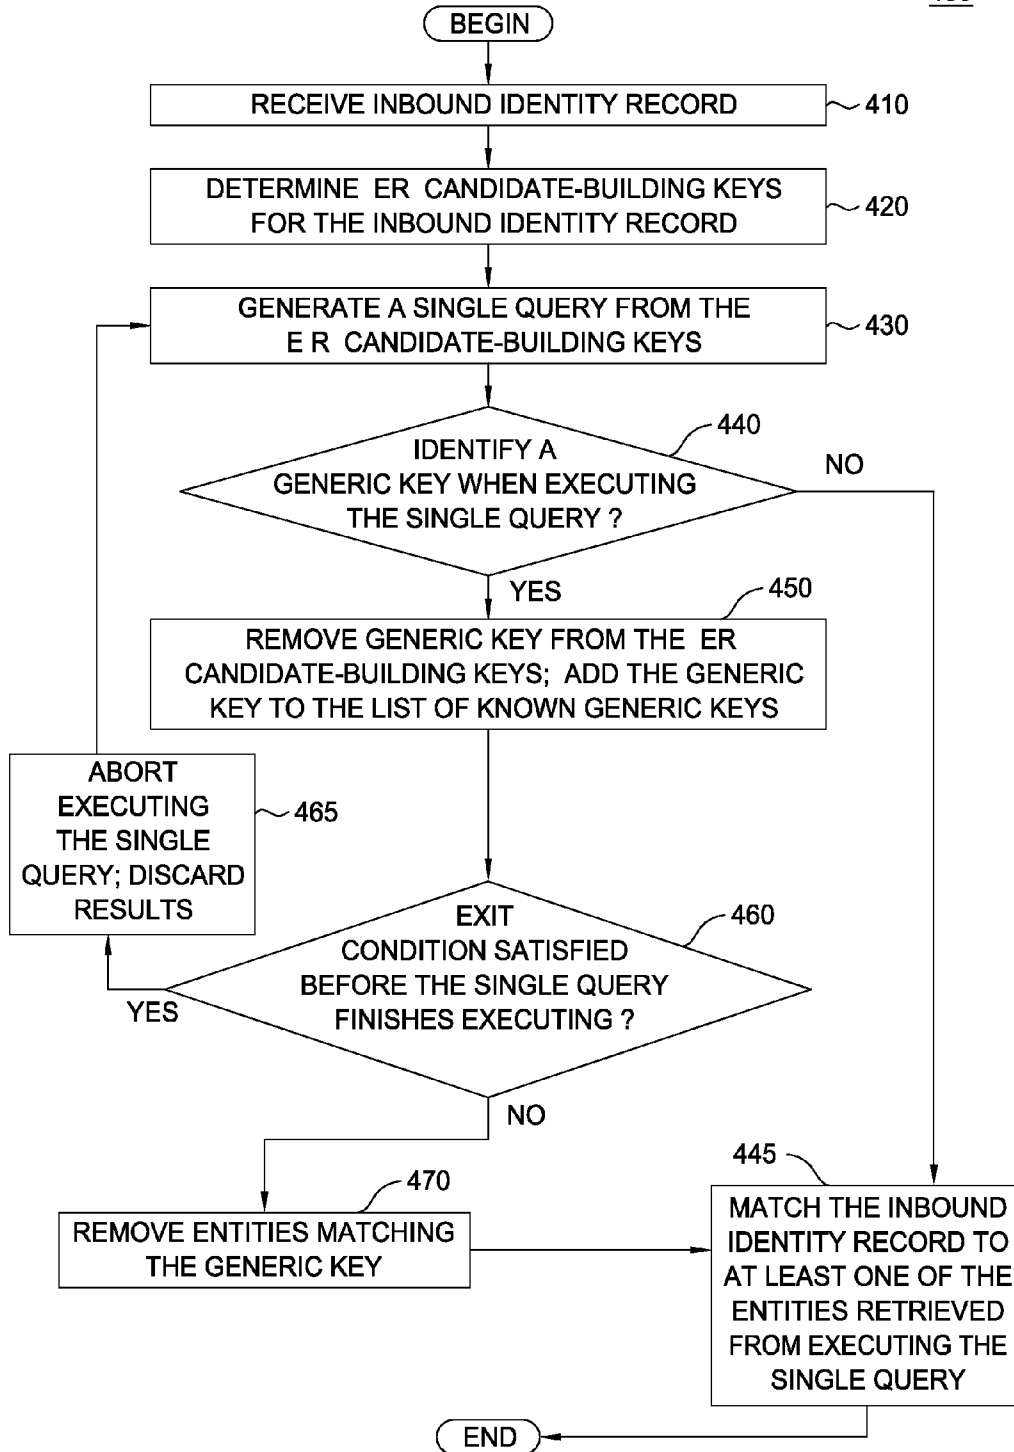 BEGIN
RECEIVE INBOUND IDENTITY RECORD
410
DETERMINE ER CANDIDATE-BUILDING KEYS
FOR THE INBOUND IDENTITY RECORD
420
GENERATE A SINGLE QUERY FROM THE
E R CANDIDATE-BUILDING KEYS
430
440
IDENTIFY A
GENERIC KEY WHEN EXECUTING
THE SINGLE QUERY ?
NO
YES
450
REMOVE GENERIC KEY FROM THE ER
CANDIDATE-BUILDING KEYS; ADD THE GENERIC
KEY TO THE LIST OF KNOWN GENERIC KEYS
ABORT
EXECUTING
THE SINGLE
QUERY; DISCARD
RESULTS
465
460
EXIT
CONDITION SATISFIED
BEFORE THE SINGLE QUERY
FINISHES EXECUTING ?
YES
NO
470
REMOVE ENTITIES MATCHING
THE GENERIC KEY
445
MATCH THE INBOUND
IDENTITY RECORD TO
AT LEAST ONE OF THE
ENTITIES RETRIEVED
FROM EXECUTING THE
SINGLE QUERY
END